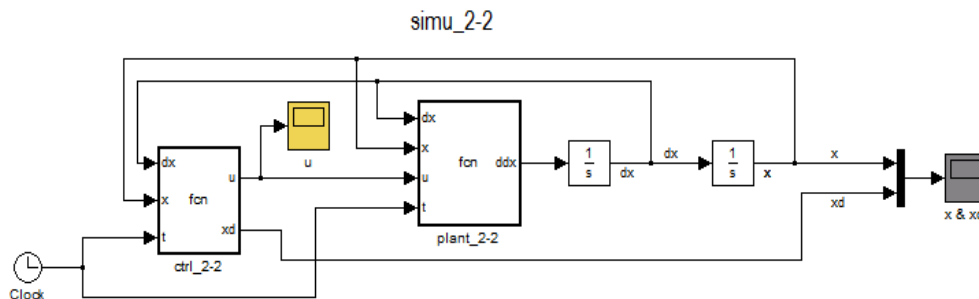 simu_2-2
dx
x
t
fcn
u
xd
ctrl_2-2
Clock
u
dx
x
u
t
fcn
ddx
plant_2-2
1
s
dx
dx
1
s
x
x
xd
x & xd